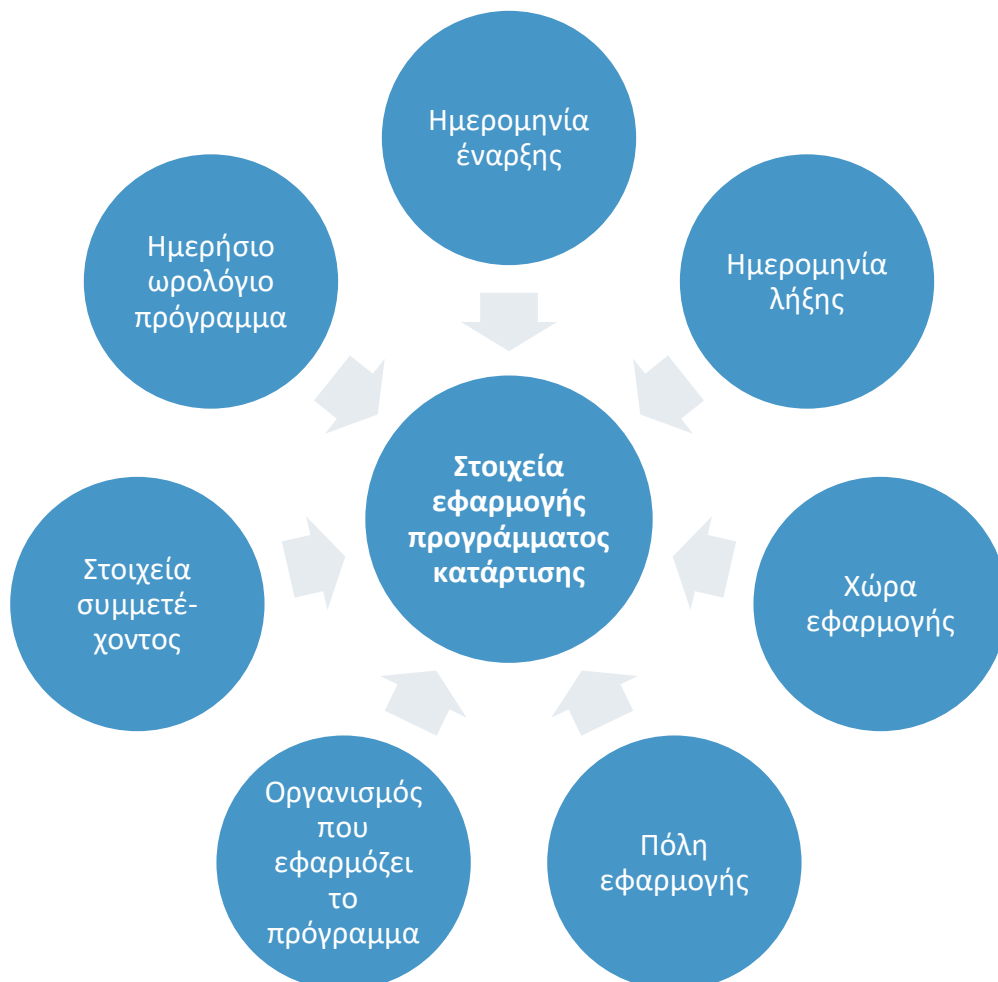 Ημερομηνία
έναρξης
Ημερομηνία
λήξης
Χώρα
εφαρμογής
Πόλη
εφαρμογής
Οργανισμός
που
εφαρμόζει
το
πρόγραμμα
Στοιχεία
συμμετέ-
χοντος
Ημερήσιο
ωρολόγιο
πρόγραμμα
Στοιχεία
εφαρμογής
προγράμματος
κατάρτισης